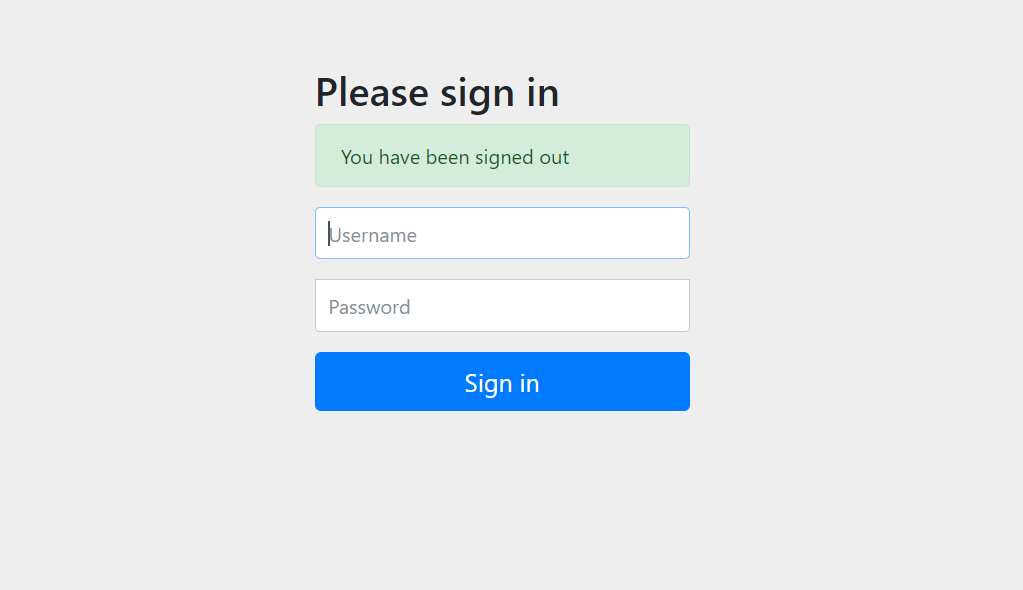 Please sign in
You have been signed out
Username
Password
Sign in